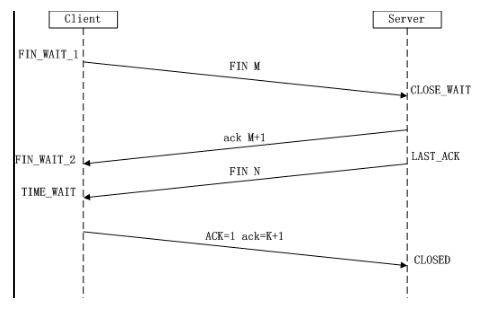 Client
Server
FIN_WAIT_1
FIN M
CLOSE_WAIT
ack M+1
FIN_WAIT_2
LAST_ACK
FIN N
TIME_WAIT
ACK=1 ack=K+1
CLOSED